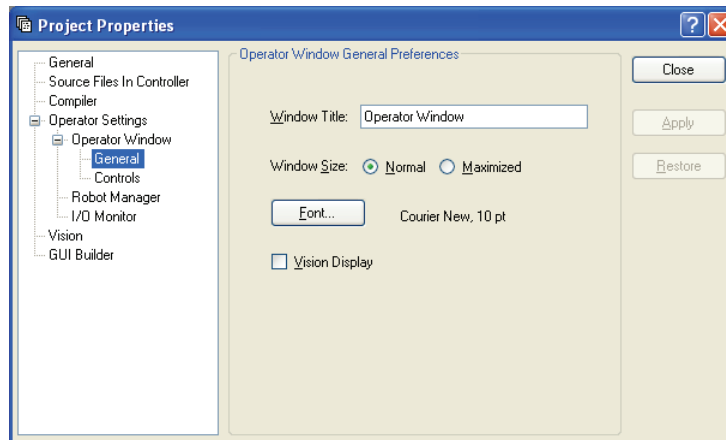 Project Properties
?
X
General
Source Files In Controller
Compiler
Operator Settings
Operator Window
General
Controls
Robot Manager
I/O Monitor
Vision
GUI Builder
Operator Window General Preferences
Window Title: Operator Window
Window Size: Normal Maximized
Font... Courier New, 10 pt
Vision Display
Close
Apply
Restore